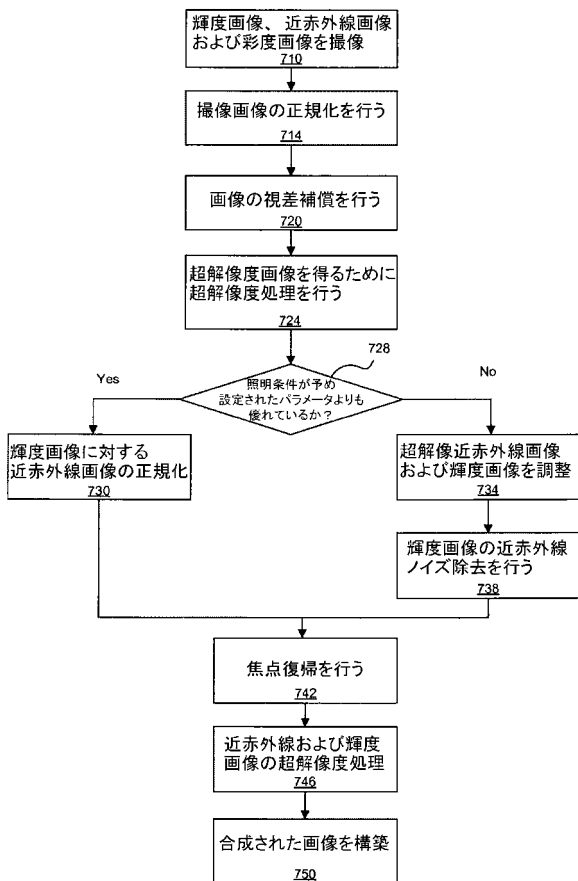 輝度画像、近赤外線画像
および彩度画像を撮像
710
撮像画像の正規化を行う
714
画像の視差補償を行う
720
超解像度画像を得るために
超解像度処理を行う
724
728
照明条件が予め
設定されたパラメータよりも
優れているか?
Yes
No
輝度画像に対する
近赤外線画像の正規化
730
超解像近赤外線画像
および輝度画像を調整
734
輝度画像の近赤外線
ノイズ除去を行う
738
焦点復帰を行う
742
近赤外線および輝度
画像の超解像度処理
746
合成された画像を構築
750